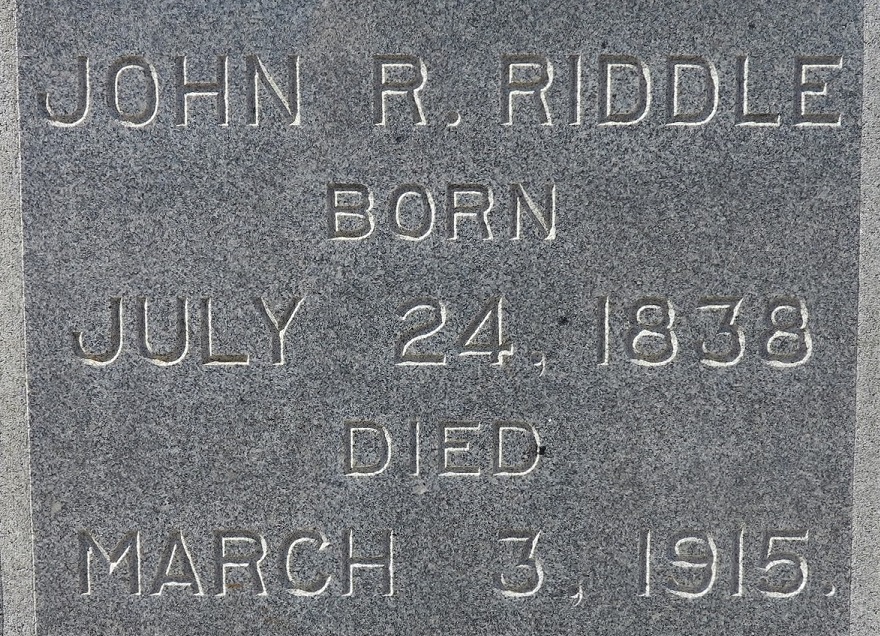 JOHN R. RIDDLE
BORN
JULY 24, 1838
DIED
MARCH 3, 1915.